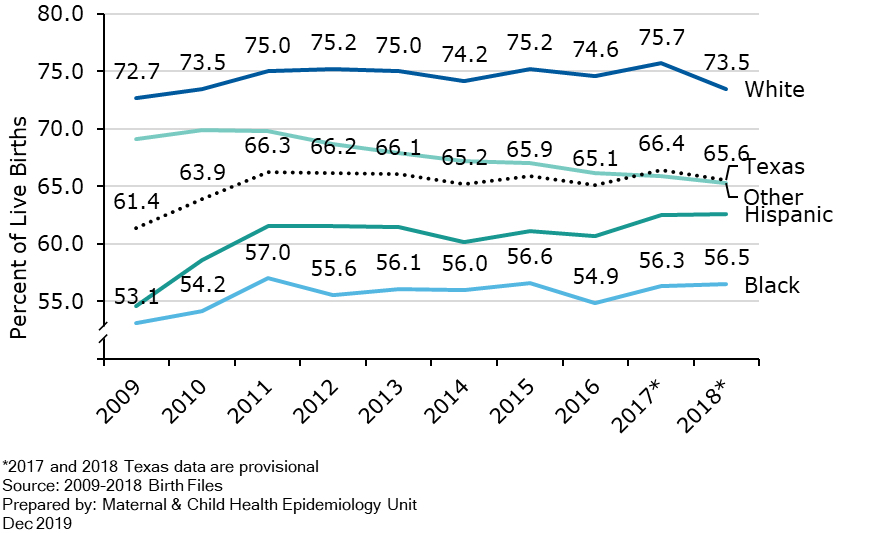 80.0
75.0
70.0
65.0
60.0
55.0
Percent of Live Births
72.7 73.5 75.0 75.2 75.0 74.2 75.2 74.6 75.7 73.5
White
61.4 63.9 66.3 66.2 66.1 65.2 65.9 65.1 66.4 65.6
Texas
Other
Hispanic
53.1 54.2 57.0 55.6 56.1 56.0 56.6 54.9 56.3 56.5
Black
2009 2010 2011 2012 2013 2014 2015 2016 2017* 2018*
*2017 and 2018 Texas data are provisional
Source: 2009-2018 Birth Files
Prepared by: Maternal & Child Health Epidemiology Unit
Dec 2019